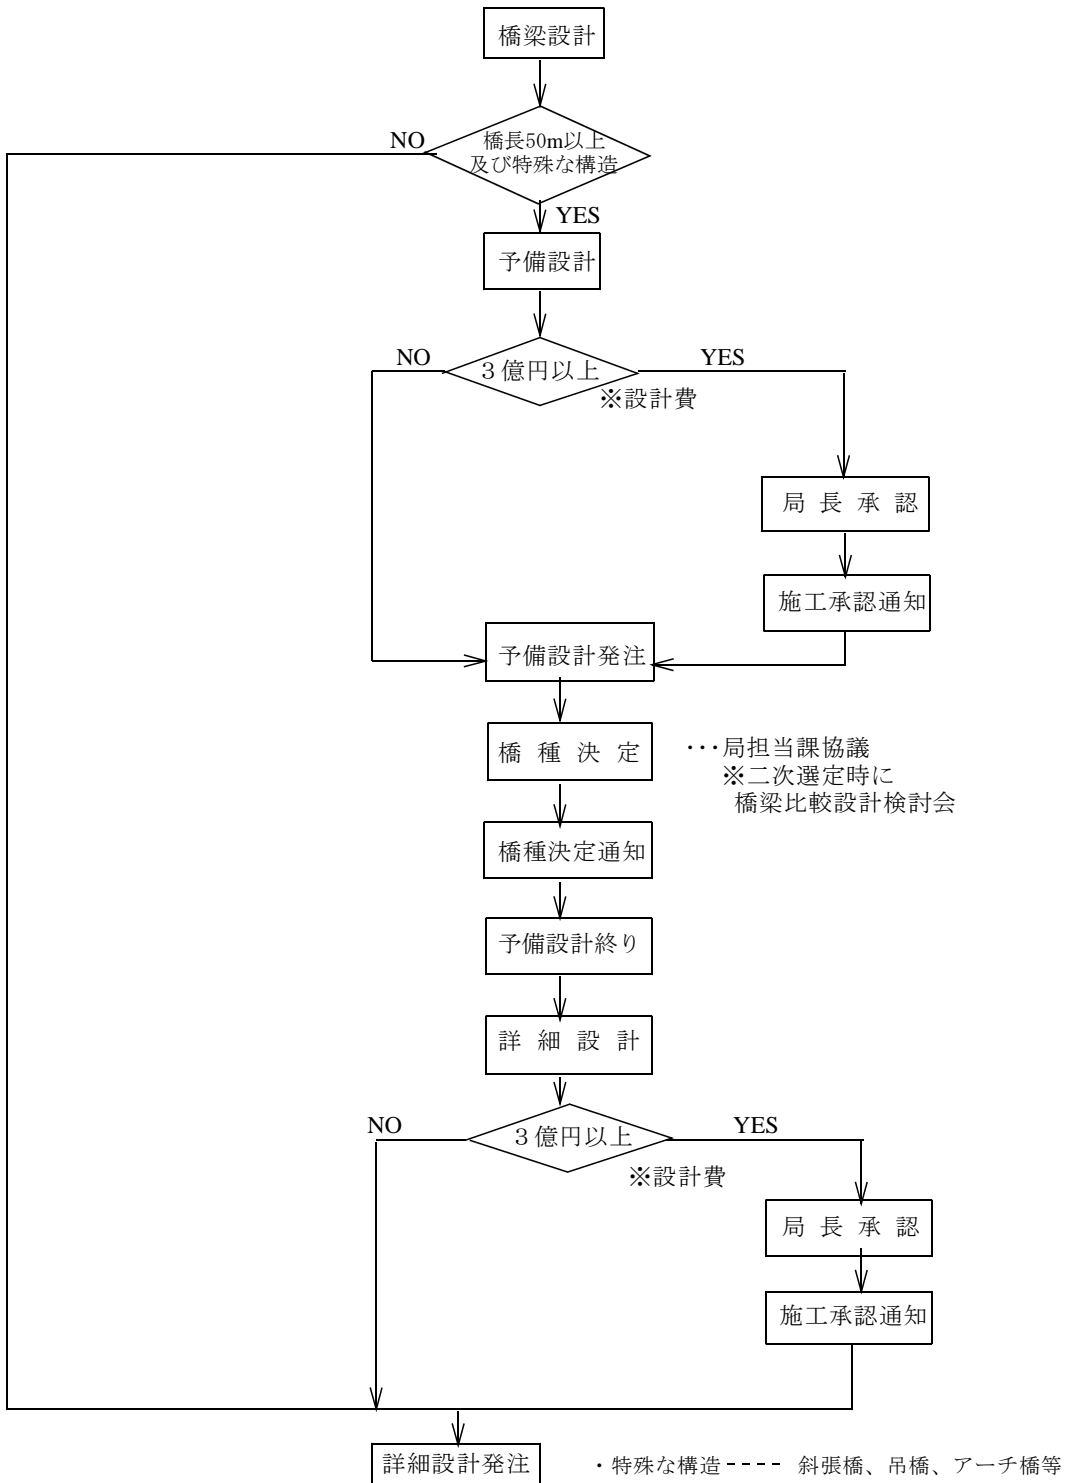 橋梁設計
NO
橋長50m以上
及び特殊な構造
YES
予備設計
NO
３億円以上
YES
※設計費
局長承認
施工承認通知
予備設計発注
橋種決定
･･･局担当課協議
※二次選定時に
橋梁比較設計検討会
橋種決定通知
予備設計終り
詳細設計
NO
３億円以上
YES
※設計費
局長承認
施工承認通知
詳細設計発注
・特殊な構造---- 斜張橋、吊橋、アーチ橋等